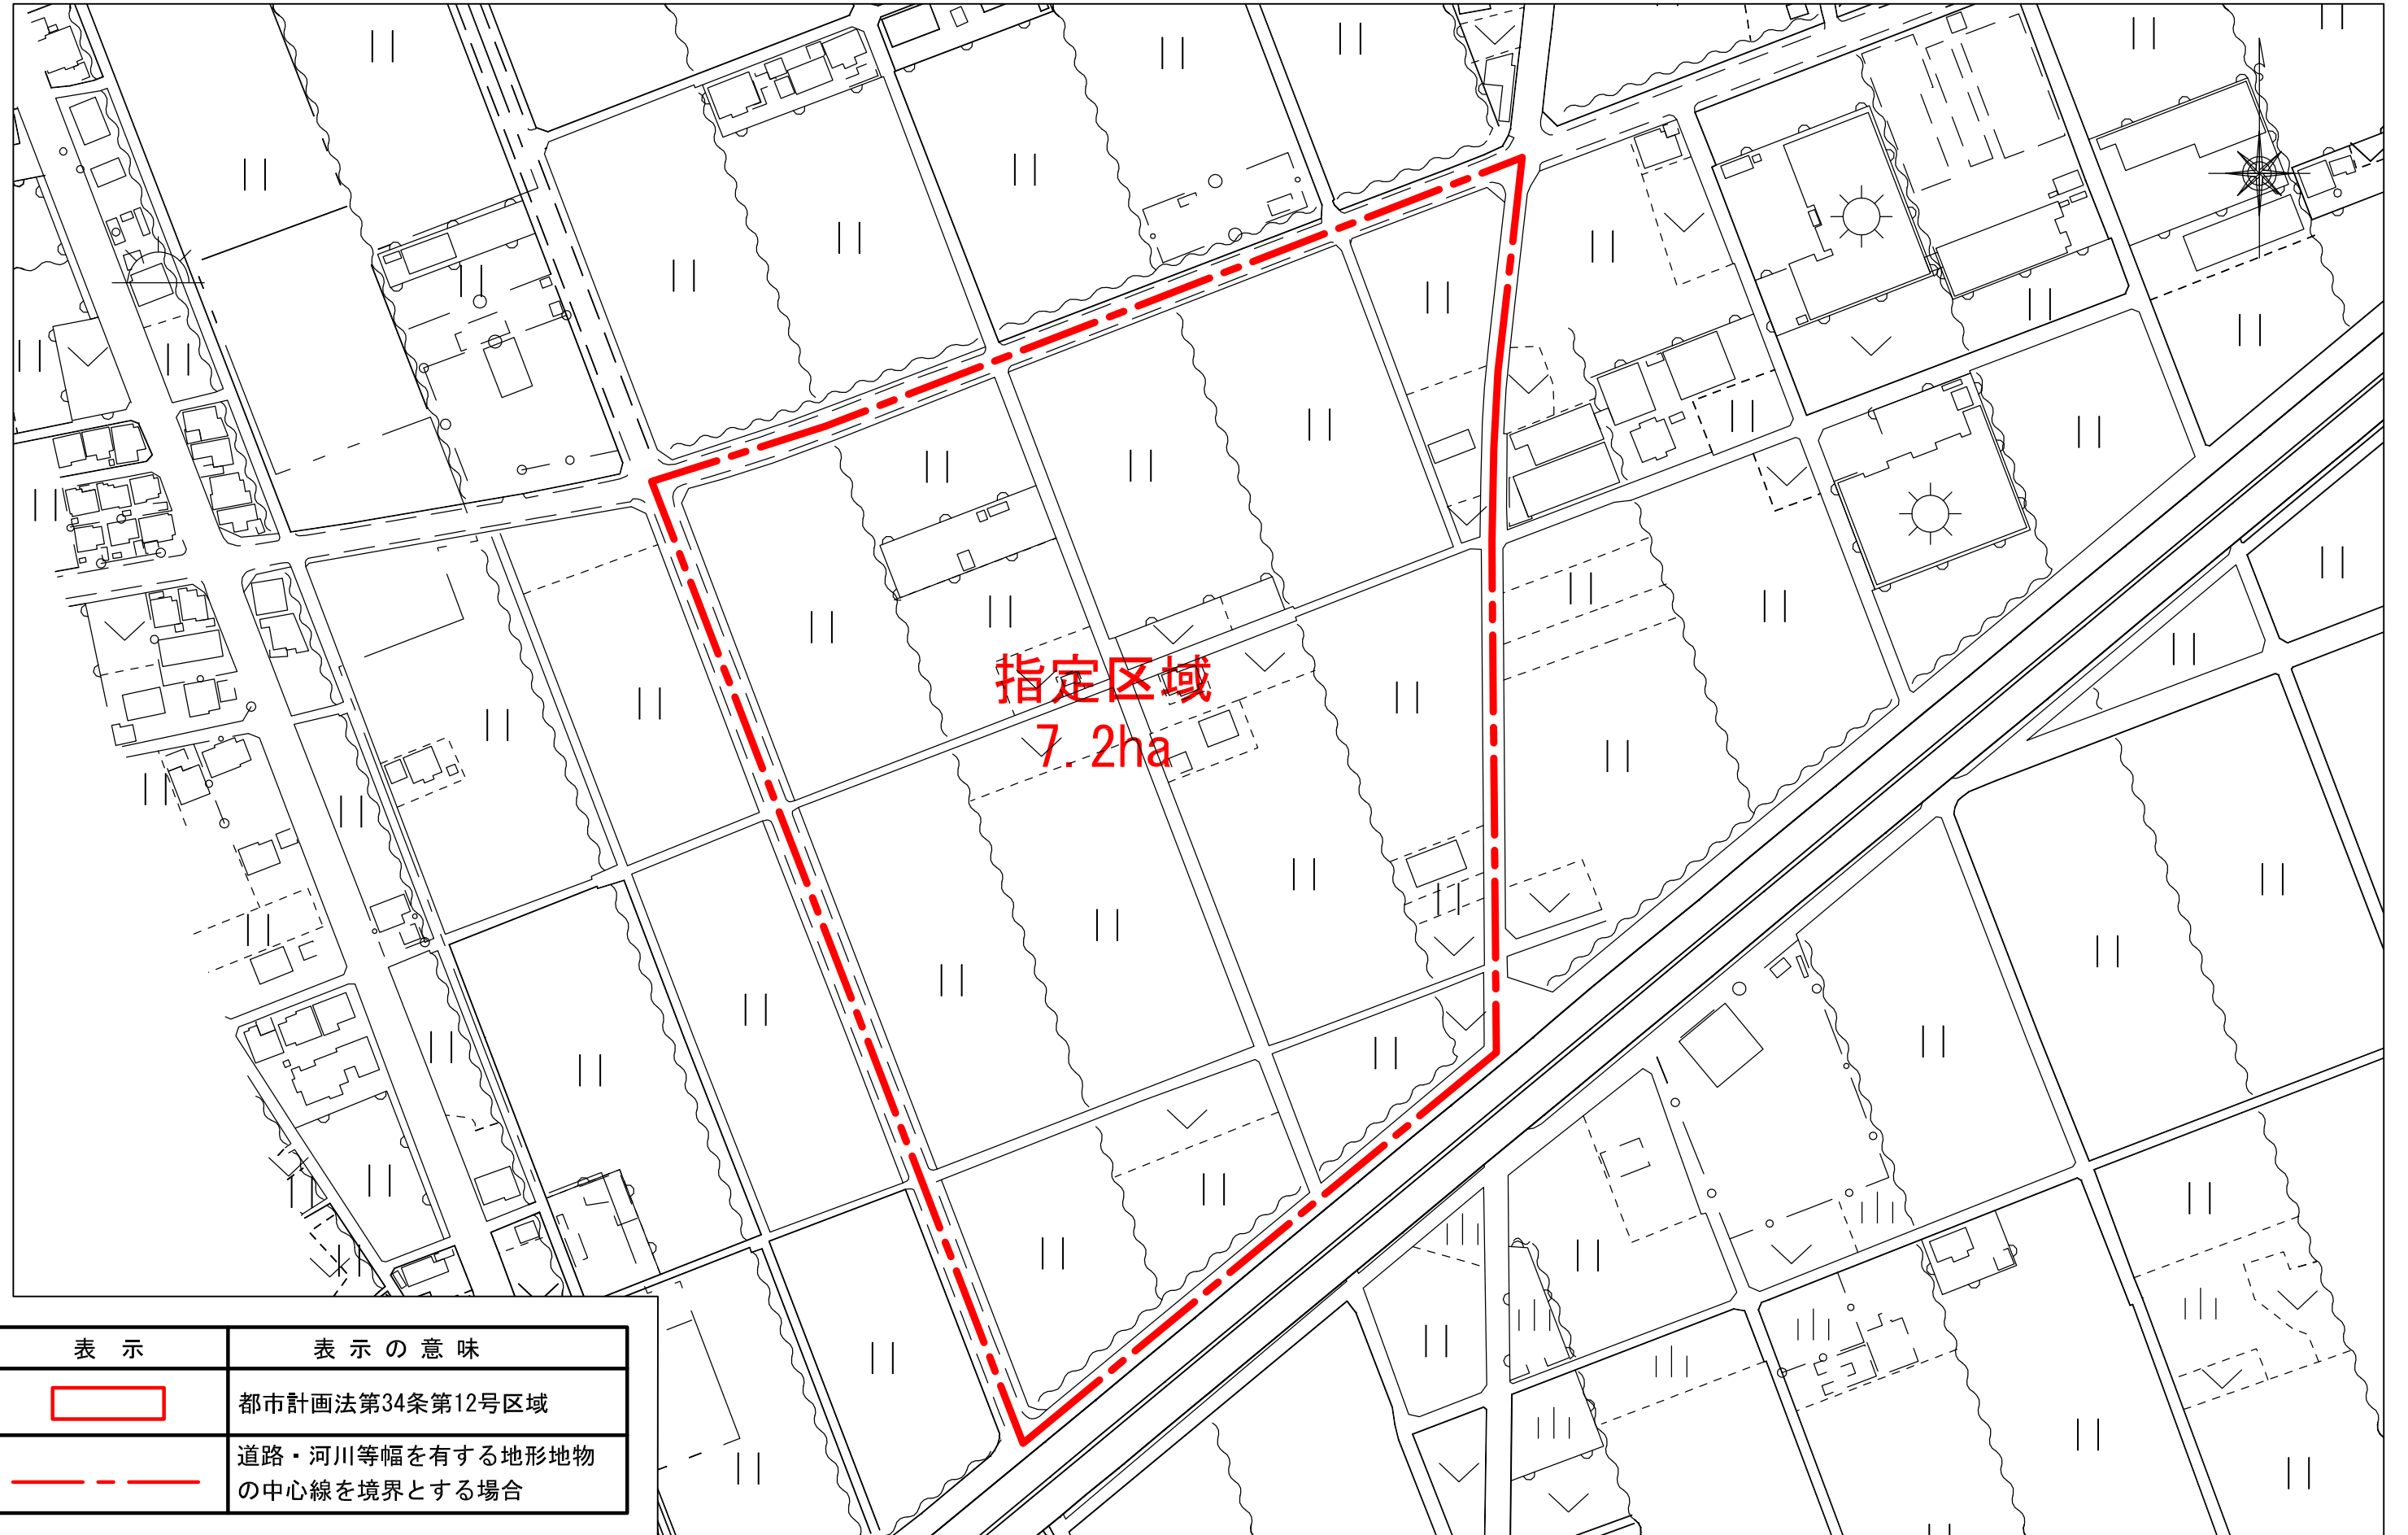 指定区域
7.2ha
表 示
表 示 の 意 味
都市計画法第34条第12号区域
道路・河川等幅を有する地形地物
の中心線を境界とする場合